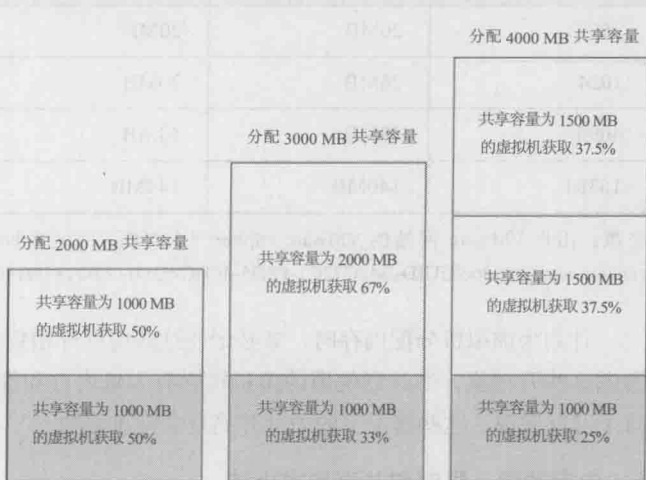 分配 2000 MB 共享容量
共享容量为 1000 MB
的虚拟机获取 50%
共享容量为 1000 MB
的虚拟机获取 50%
分配 3000 MB 共享容量
共享容量为 2000 MB
的虚拟机获取 67%
共享容量为 1000 MB
的虚拟机获取 33%
分配 4000 MB 共享容量
共享容量为 1500 MB
的虚拟机获取 37.5%
共享容量为 1500 MB
的虚拟机获取 37.5%
共享容量为 1000 MB
的虚拟机获取 25%